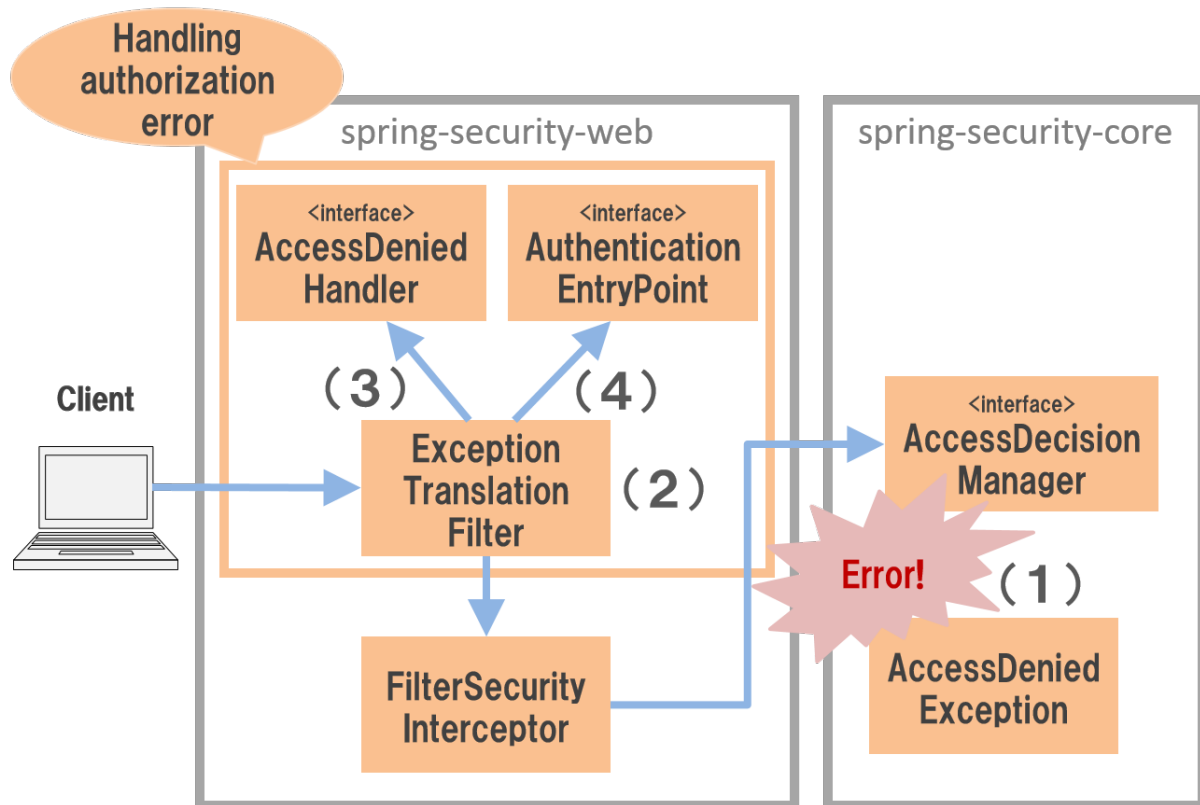 Handling
authorization
error
spring-security-web
spring-security-core
<interface>
AccessDenied
Handler
<interface>
Authentication
EntryPoint
(3)
(4)
Client
Exception
Translation
Filter
(2)
<interface>
AccessDecision
Manager
Error!
(1)
FilterSecurity
Interceptor
AccessDenied
Exception